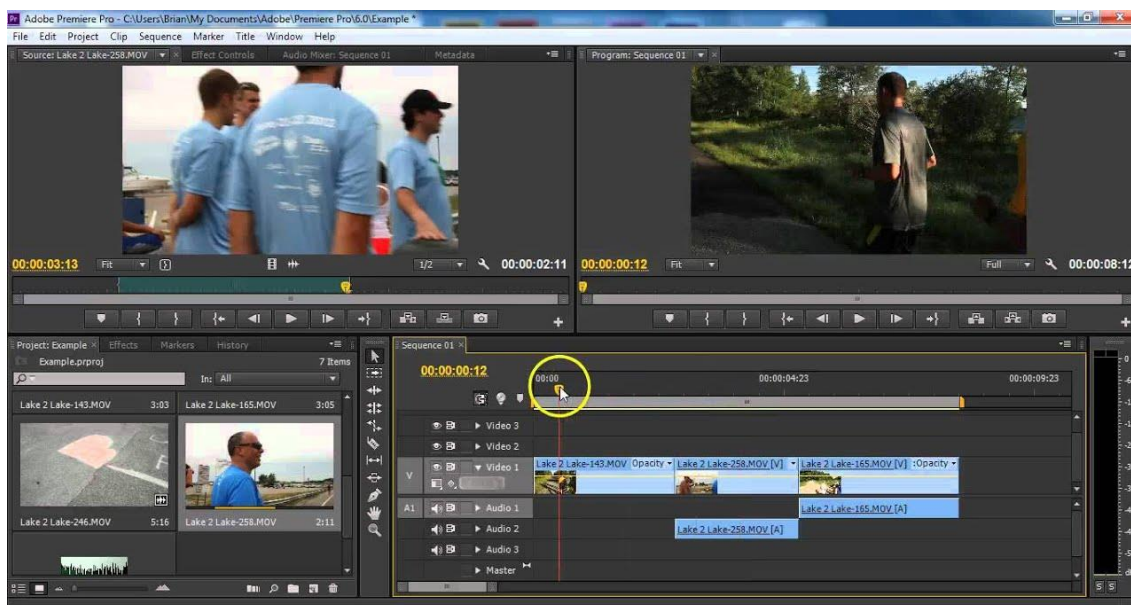 Adobe Premiere Pro - C:\Users\Brian\My Documents\Adobe\Premiere Pro\6.0\Example *
File Edit Project Clip Sequence Marker Title Window Help
Source: Lake 2 Lake-258.MOV Effect Controls Audio Mixer: Sequence 01 Metadata
Program: Sequence 01
00:00:03:13 Fit 1/2 00:00:02:11
00:00:00:12 Fit Full 00:00:08:12
Project: Example Effects Markers History
Example.prproj 7 Items
In: All
Lake 2 Lake-143.MOV 3:03 Lake 2 Lake-165.MOV 3:05
Lake 2 Lake-246.MOV 5:16 Lake 2 Lake-258.MOV 2:11
Sequence 01
00:00:00:12
00:00 00:00:04:23 00:00:09:23
Video 3
Video 2
V Video 1 Lake 2 Lake-143.MOV Opacity Lake 2 Lake-258.MOV [V] Lake 2 Lake-165.MOV [V] :Opacity
A1 Audio 1 Lake 2 Lake-165.MOV [A]
Audio 2 Lake 2 Lake-258.MOV [A]
Audio 3
Master
S S